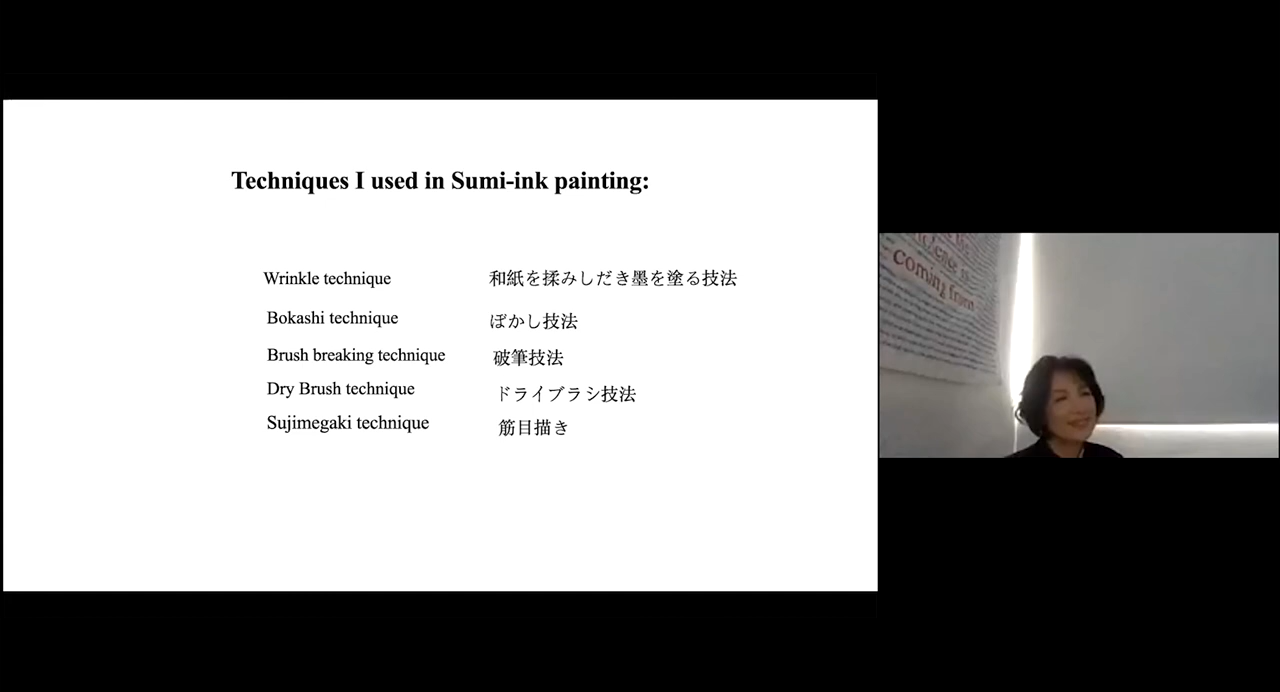 Techniques I used in Sumi-ink painting:
Wrinkle technique 和紙を揉みしだき墨を塗る技法
Bokashi technique ぼかし技法
Brush breaking technique 破筆技法
Dry Brush technique ドライブラシ技法
Sujimegaki technique 筋目描き
coming from